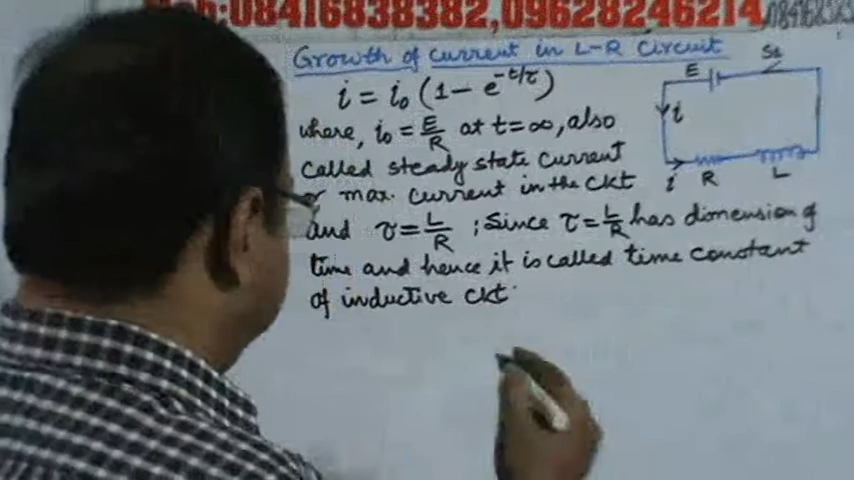 :08416838382,09628246214,
Growth of current in L-R Circuit
i = i₀ (1 - e^-t/τ)
where, i₀ = E/R at t=∞, also
called steady state current
or max. current in the ckt
and τ = L/R ; Since τ = L/R has dimension of
time and hence it is called time constant
of inductive ckt
E
i
i R L